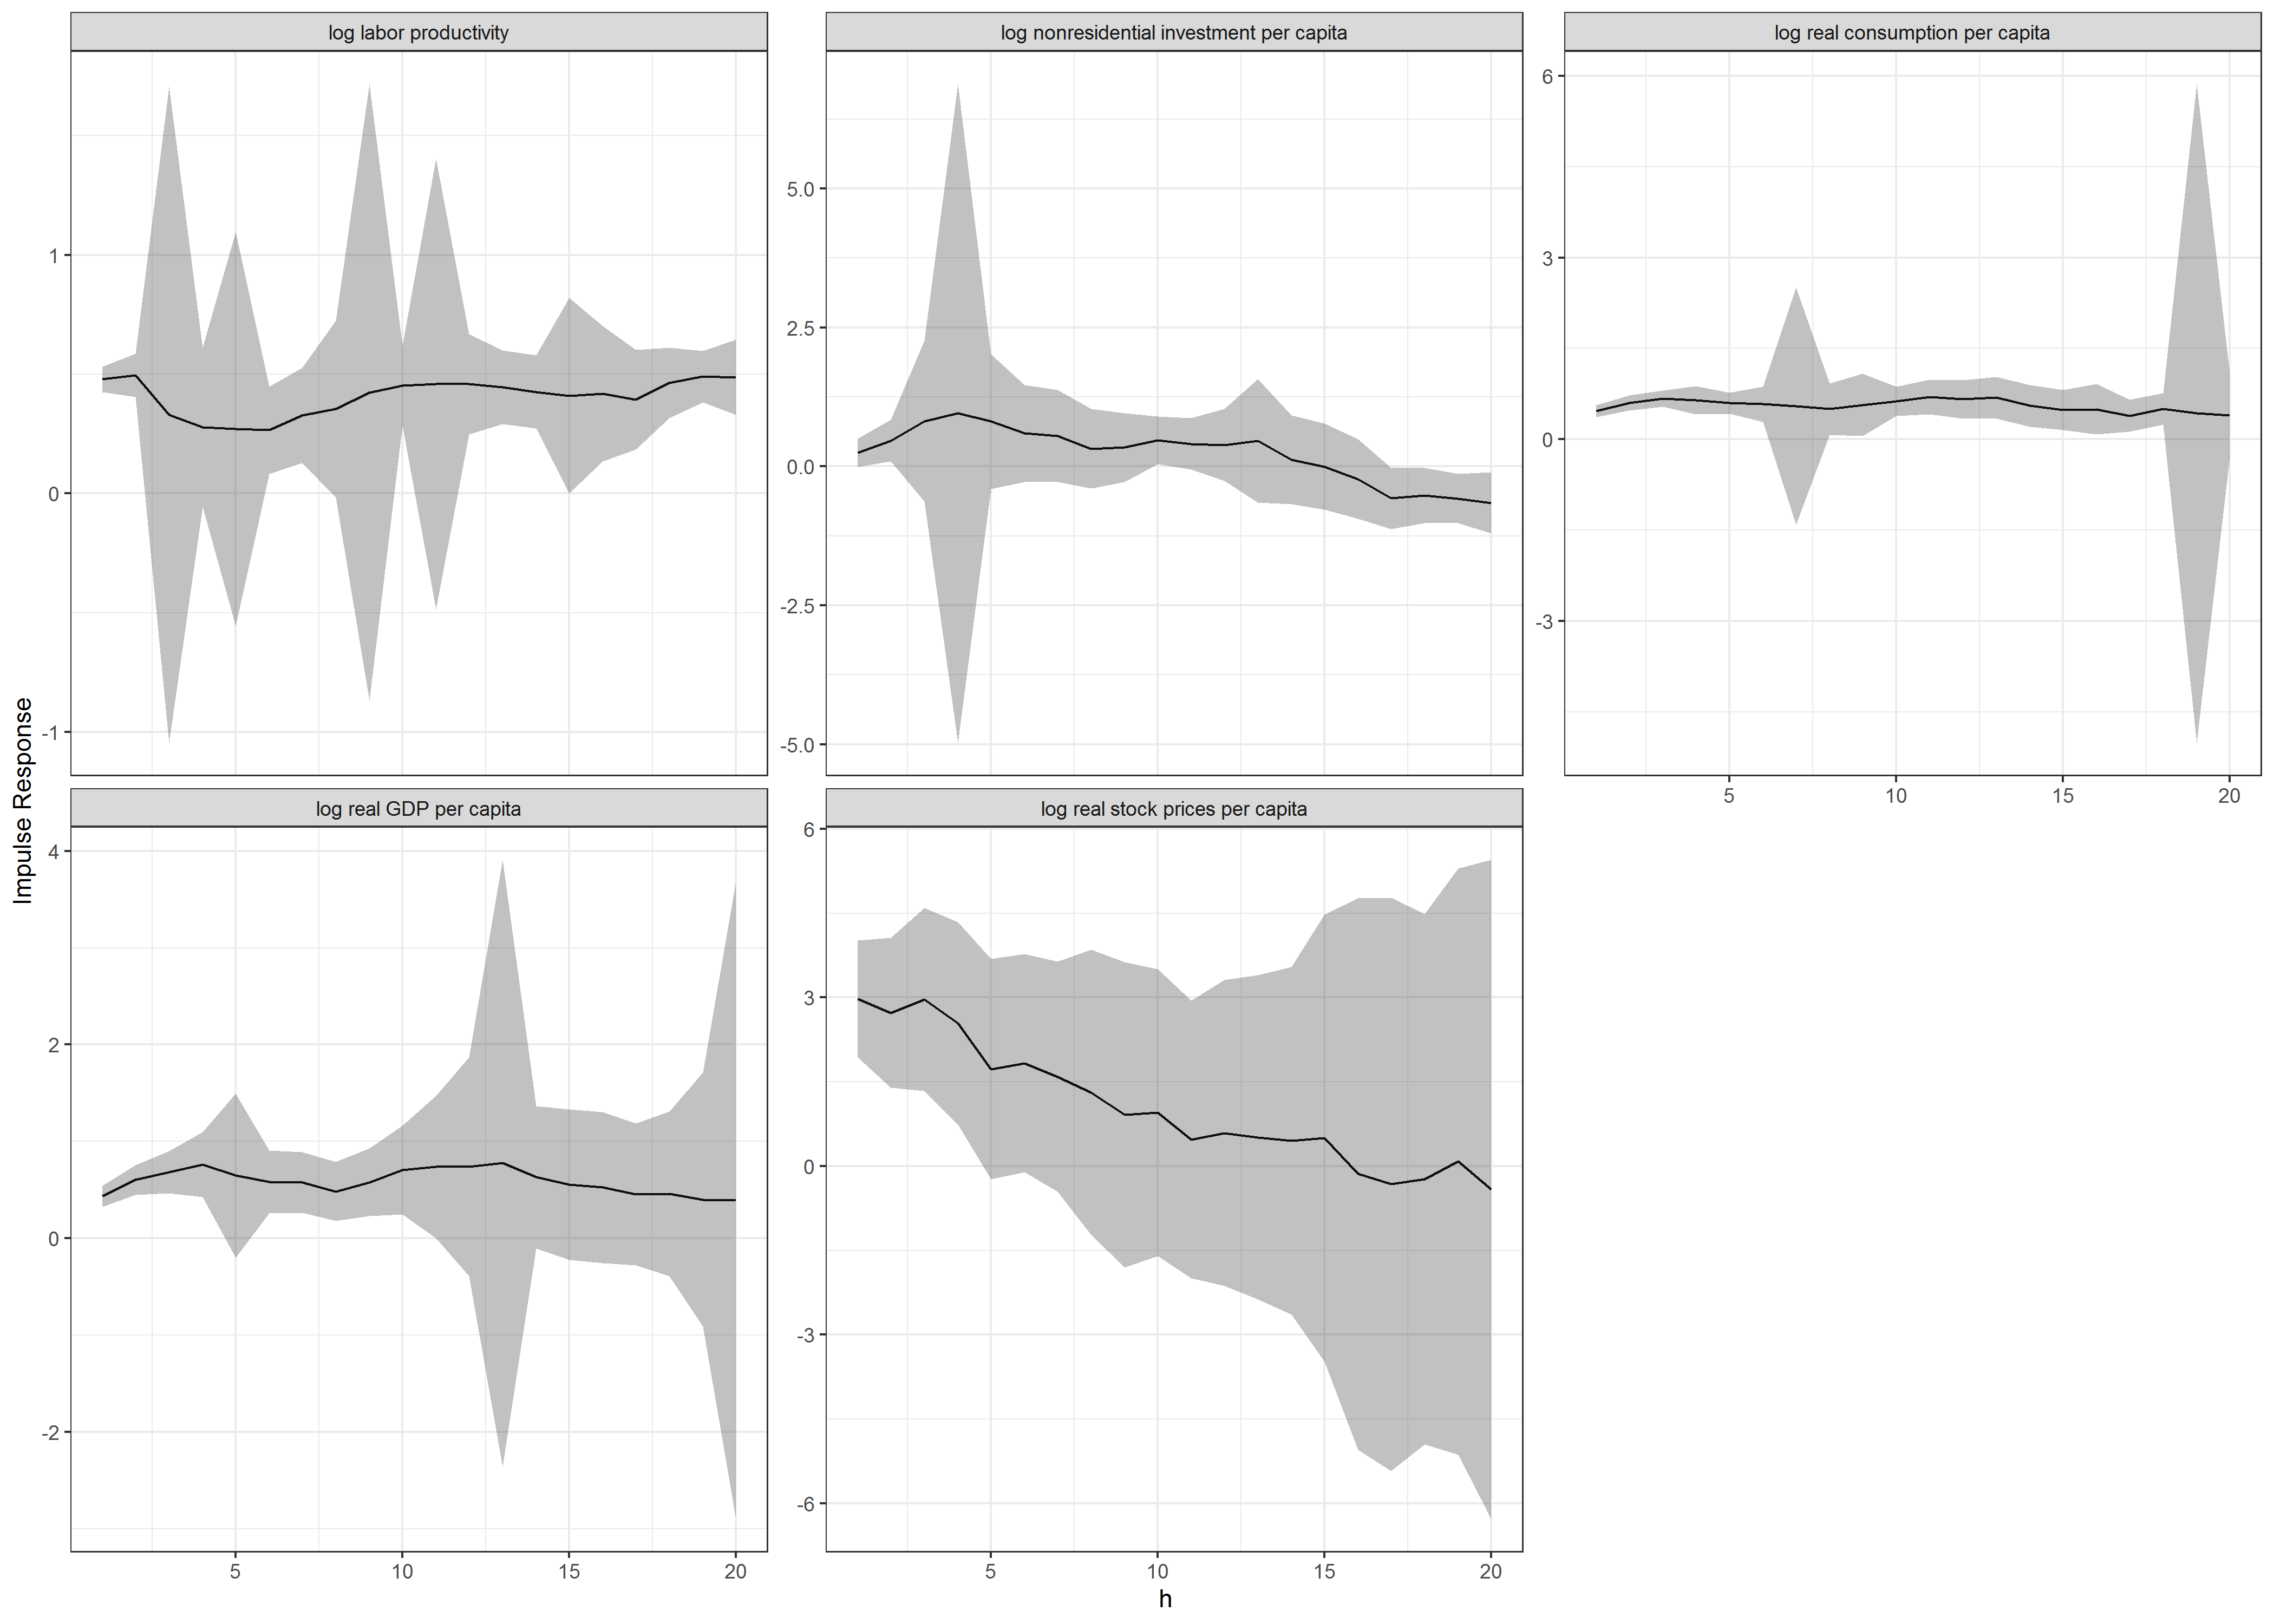 log labor productivity
log nonresidential investment per capita
log real consumption per capita
1
0
-1
5.0
2.5
0.0
-2.5
-5.0
6
3
0
-3
5 10 15 20
Impulse Response
log real GDP per capita
log real stock prices per capita
4
2
0
-2
6
3
0
-3
-6
5 10 15 20
5 10 15 20
h